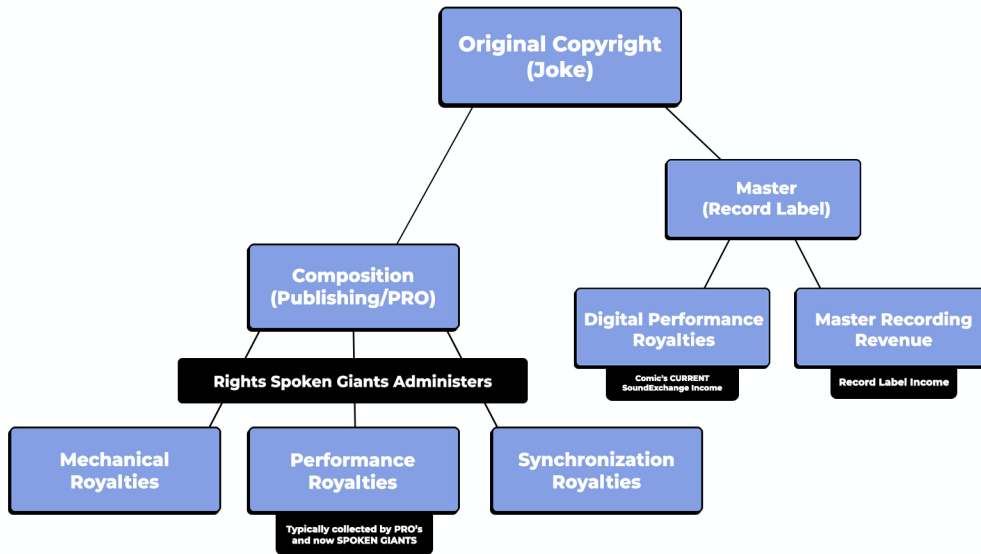 Original Copyright
(Joke)
Master
(Record Label)
Composition
(Publishing/PRO)
Digital Performance
Royalties
Master Recording
Revenue
Comic's CURRENT
SoundExchange Income
Record Label Income
Rights Spoken Giants Administers
Mechanical
Royalties
Performance
Royalties
Synchronization
Royalties
Typically collected by PRO's
and now SPOKEN GIANTS